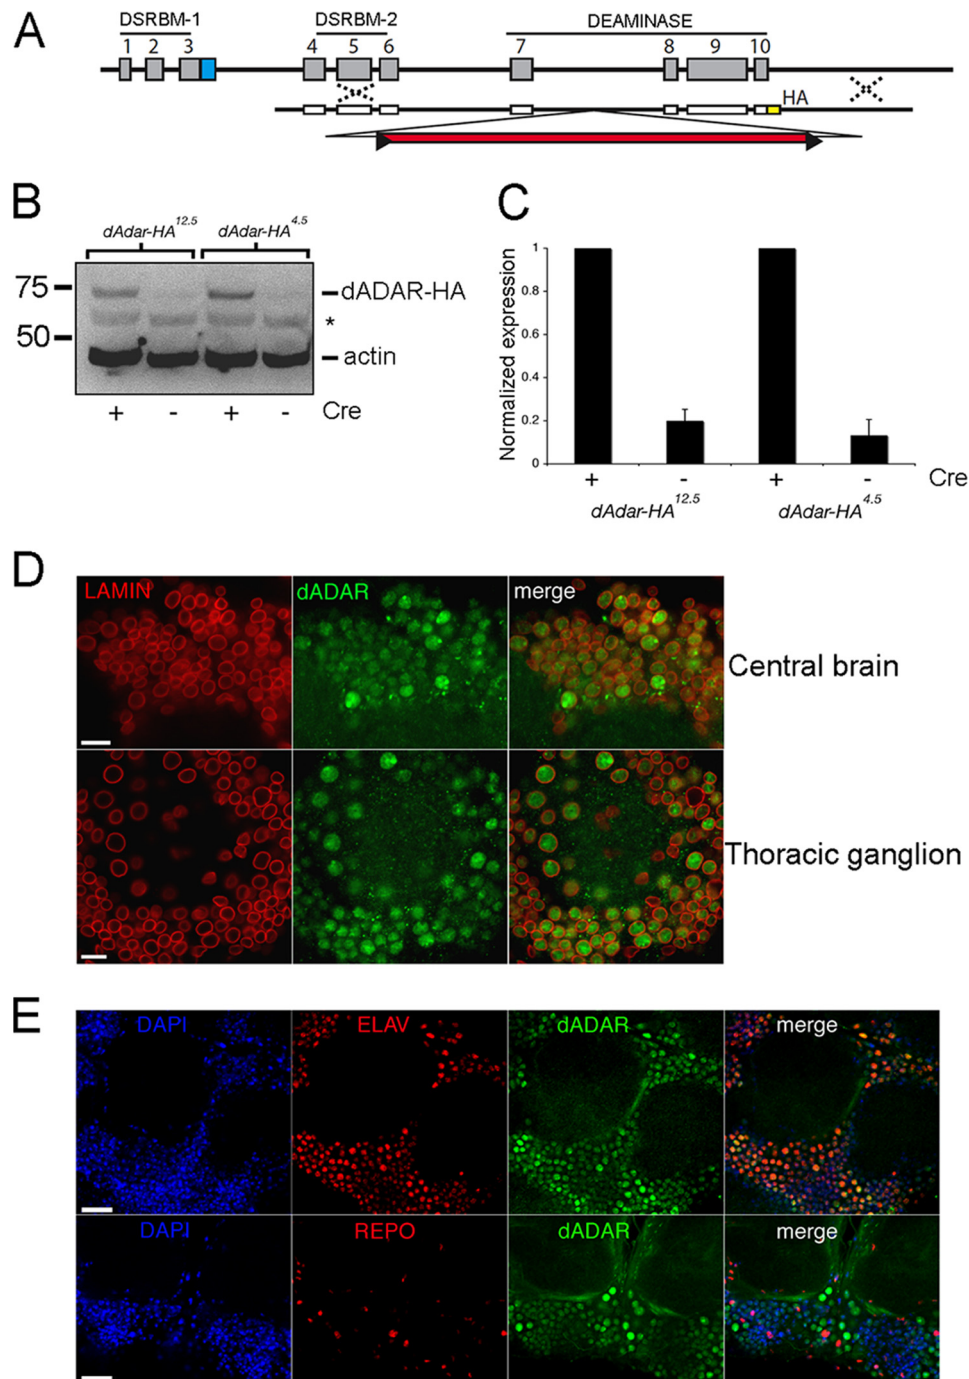 A
DSRBM-1 DSRBM-2 DEAMINASE
1 2 3 4 5 6 7 8 9 10
HA
B
dAdar-HA12.5 dAdar-HA4.5
75
dADAR-HA
*
50
actin
+ - + - Cre
C
Normalized expression
1
0.8
0.6
0.4
0.2
0
+ - + - Cre
dAdar-HA12.5 dAdar-HA4.5
D
LAMIN dADAR merge
Central brain
Thoracic ganglion
E
DAPI ELAV dADAR merge
DAPI REPO dADAR merge